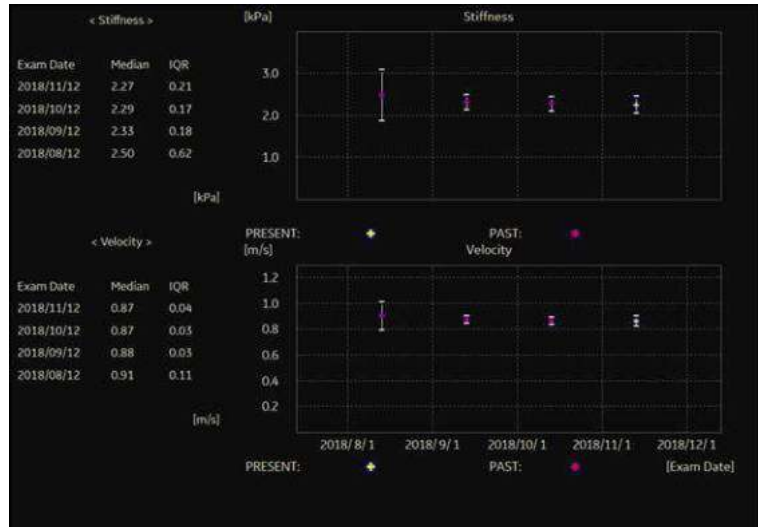 < Stiffness >
Exam Date Median IQR
2018/11/12 2.27 0.21
2018/10/12 2.29 0.17
2018/09/12 2.33 0.18
2018/08/12 2.50 0.62
[kPa]
[kPa] Stiffness
3.0
2.0
1.0
PRESENT: PAST:
< Velocity >
Exam Date Median IQR
2018/11/12 0.87 0.04
2018/10/12 0.87 0.03
2018/09/12 0.88 0.03
2018/08/12 0.91 0.11
[m/s]
[m/s] Velocity
1.2
1.0
0.8
0.6
0.4
0.2
2018/ 8/ 1 2018/ 9/ 1 2018/10/ 1 2018/11/ 1 2018/12/ 1
PRESENT: PAST: [Exam Date]